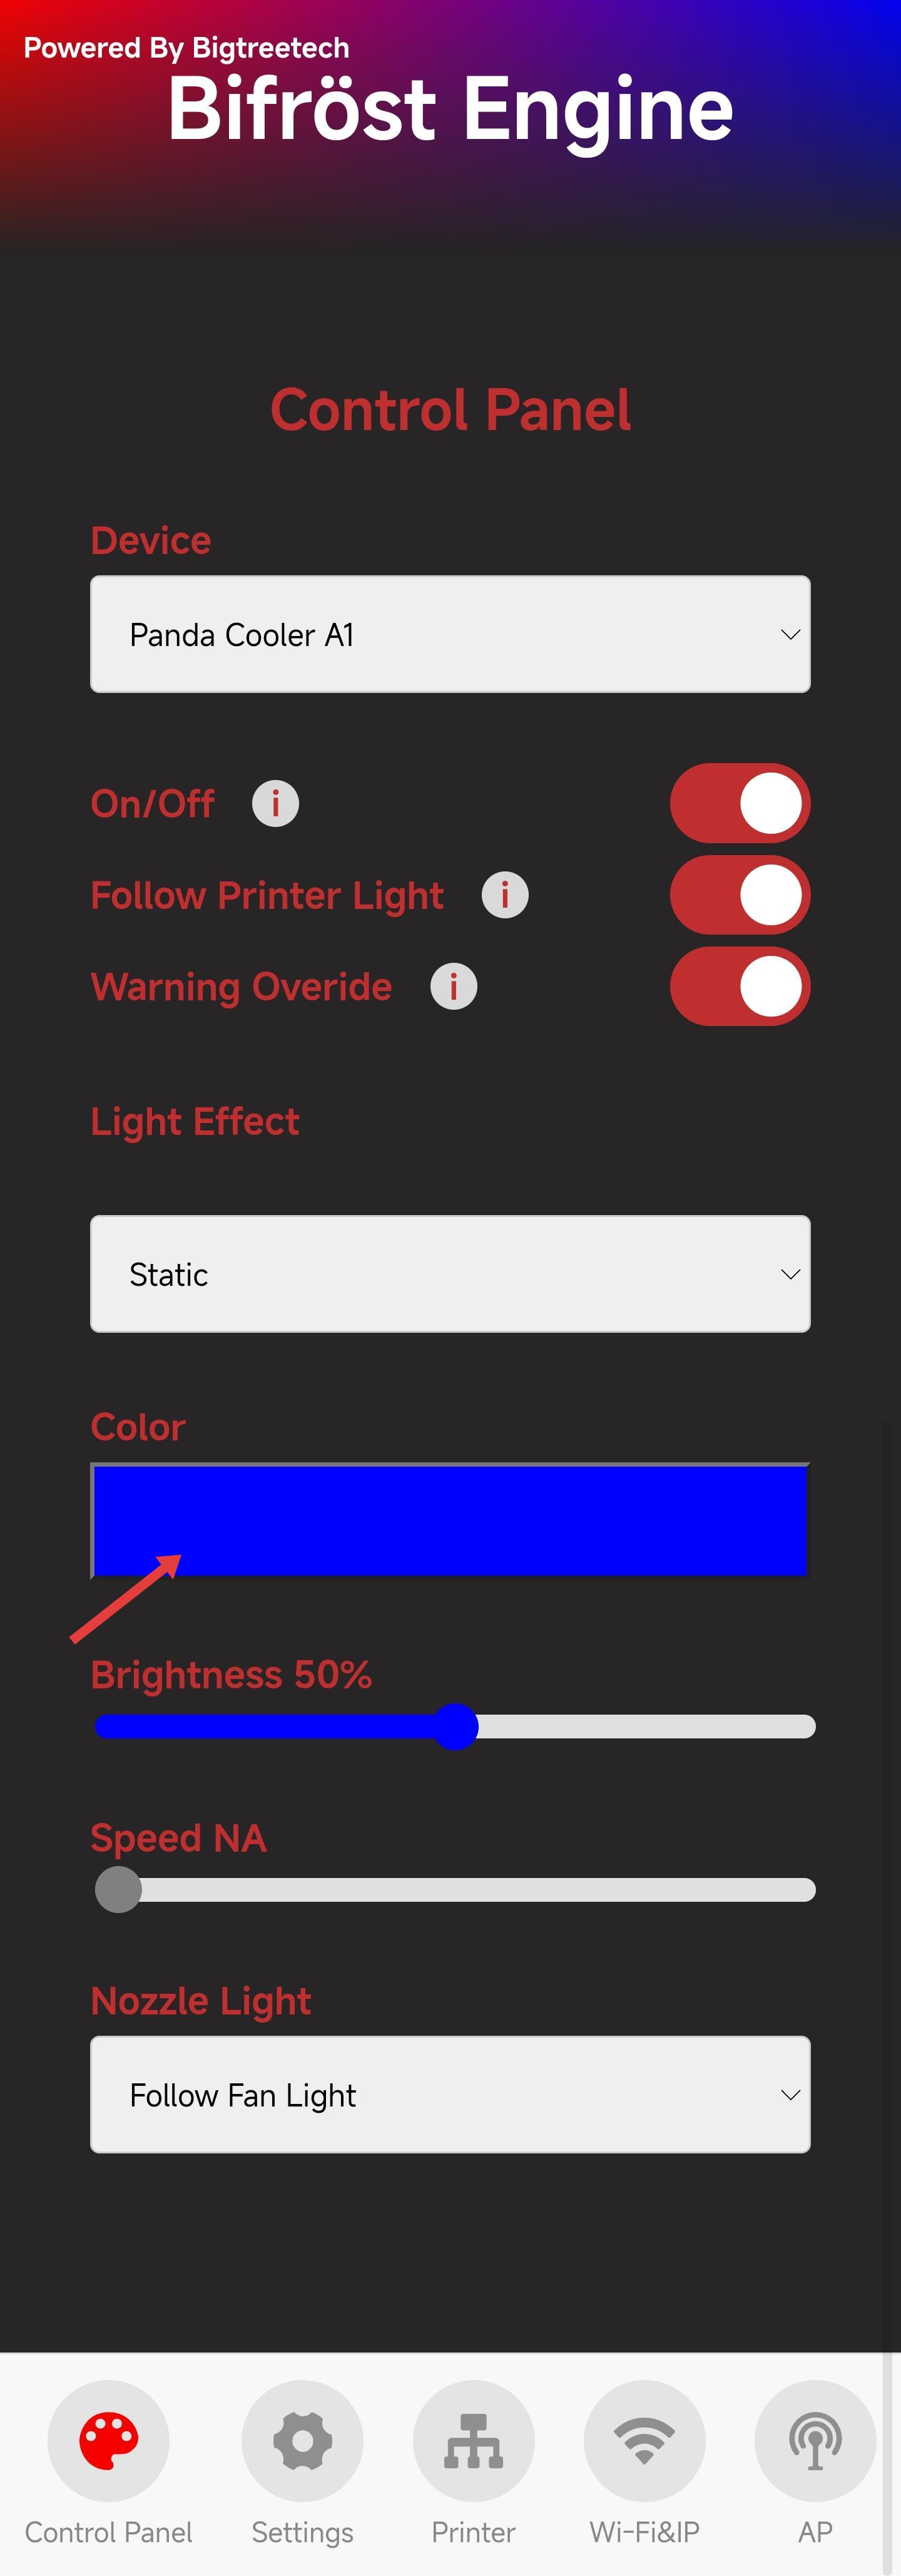 Powered By Bigtreetech
Bifröst Engine
Control Panel
Device
Panda Cooler A1
On/Off i
Follow Printer Light i
Warning Overide i
Light Effect
Static
Color
Brightness 50%
Speed NA
Nozzle Light
Follow Fan Light
Control Panel Settings Printer Wi-Fi&IP AP